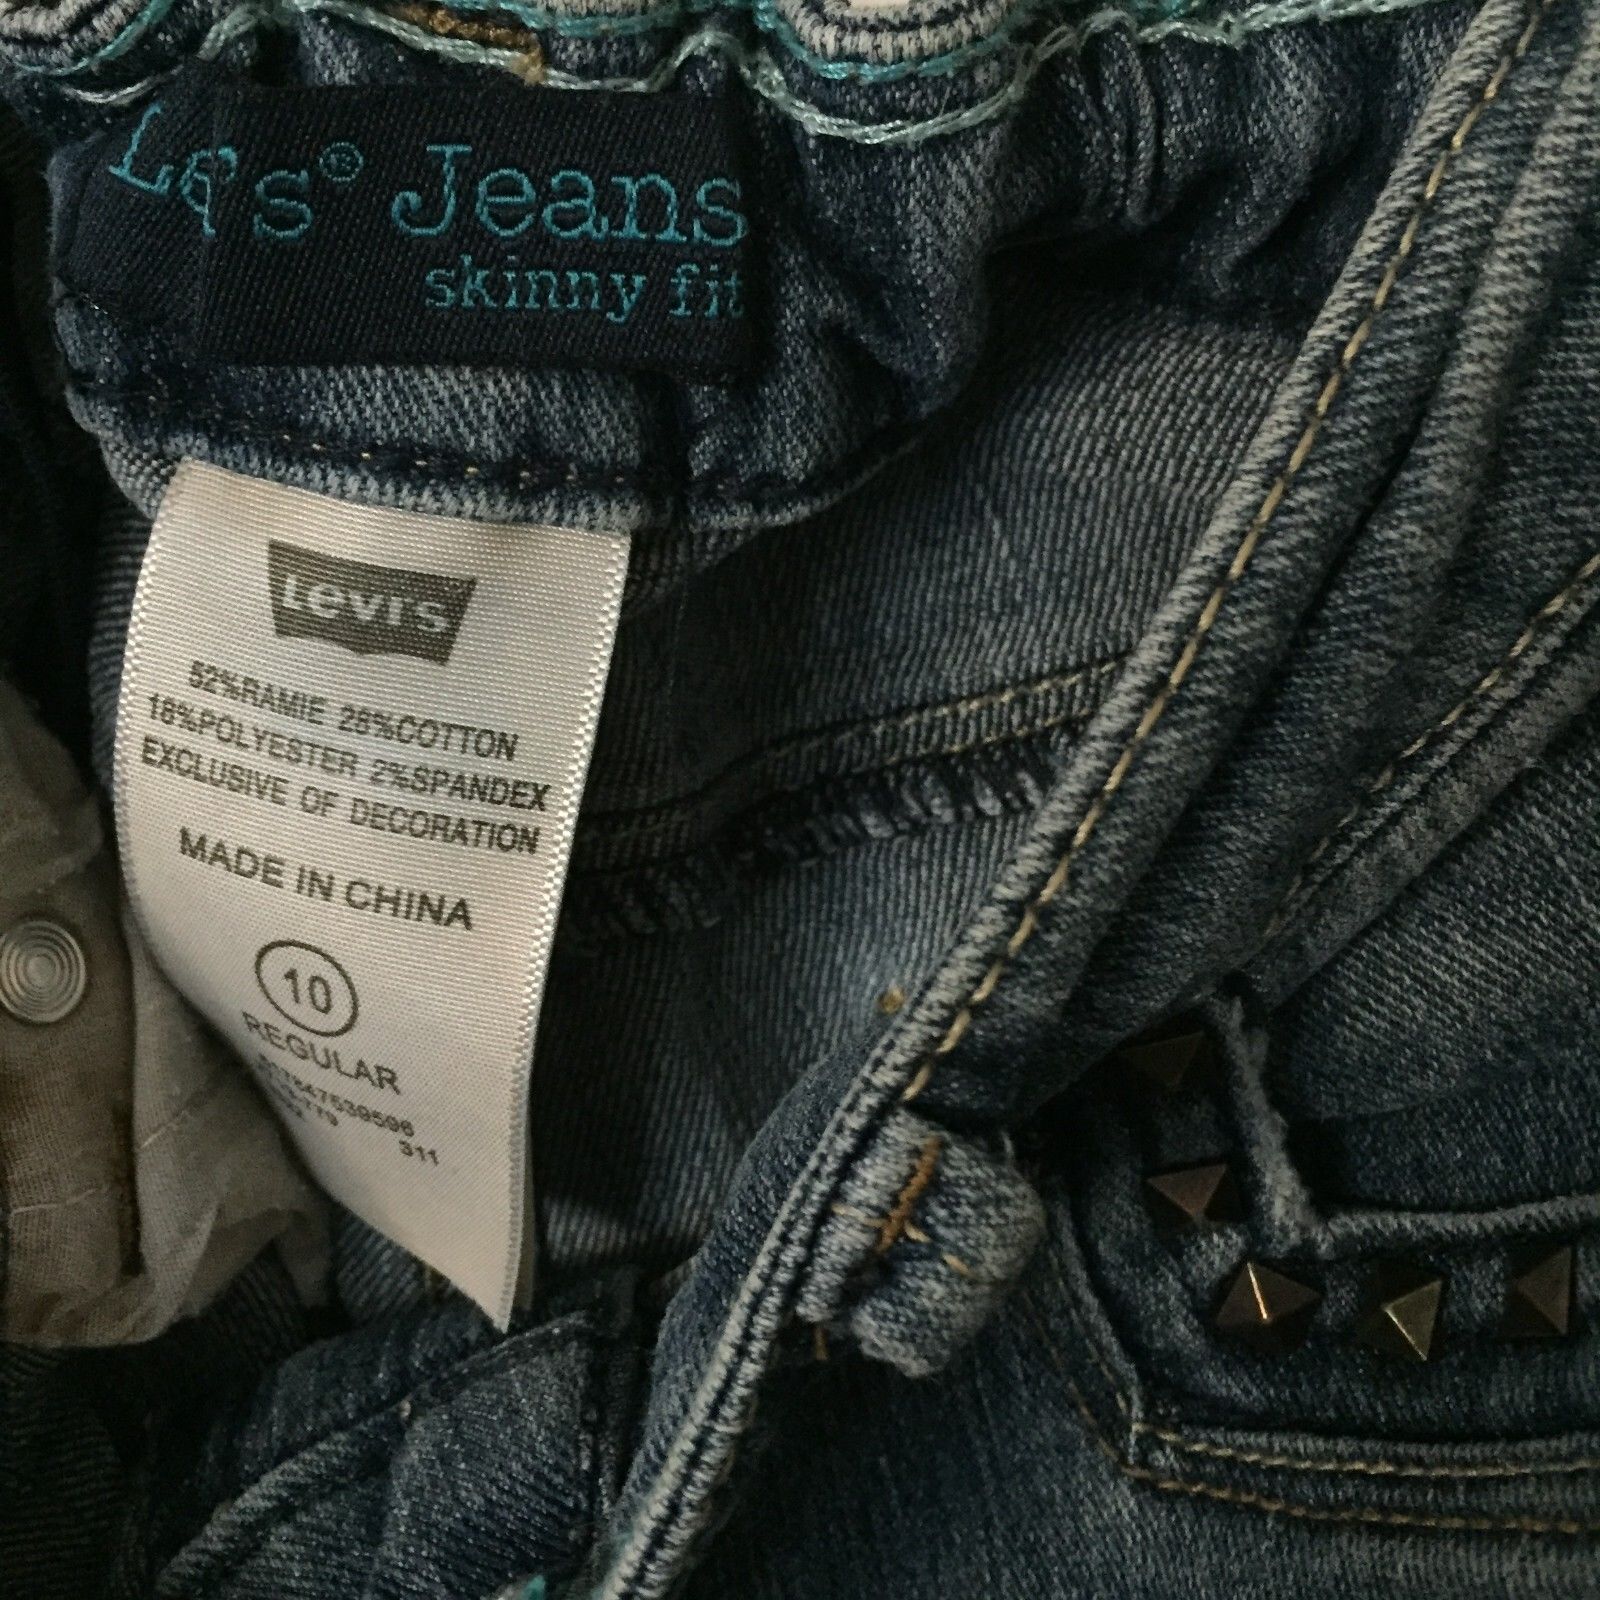 Jeans
skinny fit
Levi's
52%RAMIE 28%COTTON
18%POLYESTER 2%SPANDEX
EXCLUSIVE OF DECORATION
MADE IN CHINA
10
REGULAR
311